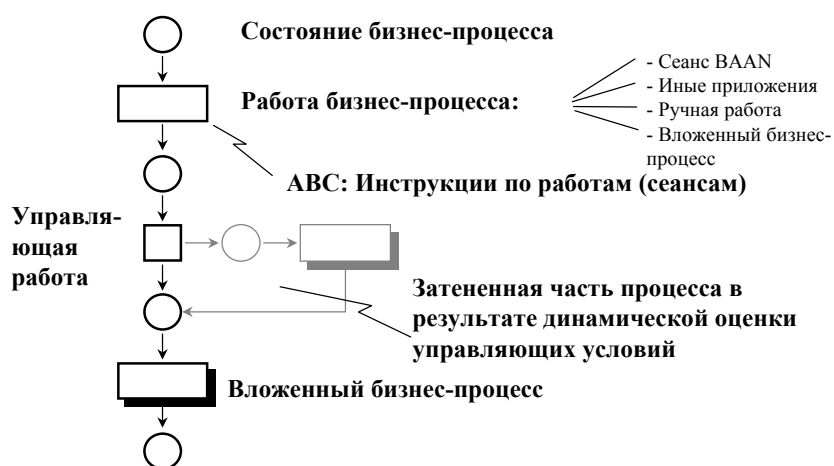 Состояние бизнес-процесса
- Сеанс BAAN
- Иные приложения
Работа бизнес-процесса:
- Ручная работа
- Вложенный бизнес-
процесс
ABC: Инструкции по работам (сеансам)
Управля-
ющая
работа
Затененная часть процесса в
результате динамической оценки
управляющих условий
Вложенный бизнес-процесс